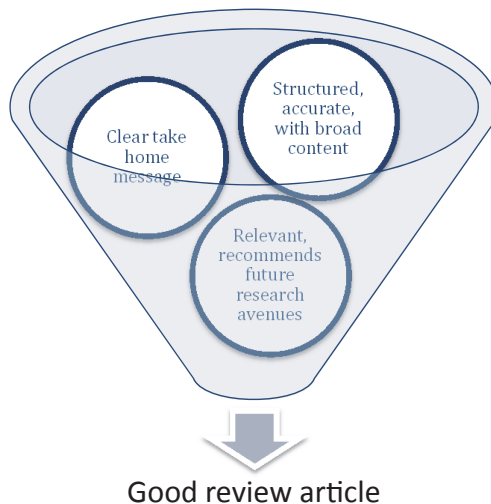 Structured,
accurate,
with broad
content
Clear take
home
message
Relevant,
recommends
future
research
avenues
Good review article